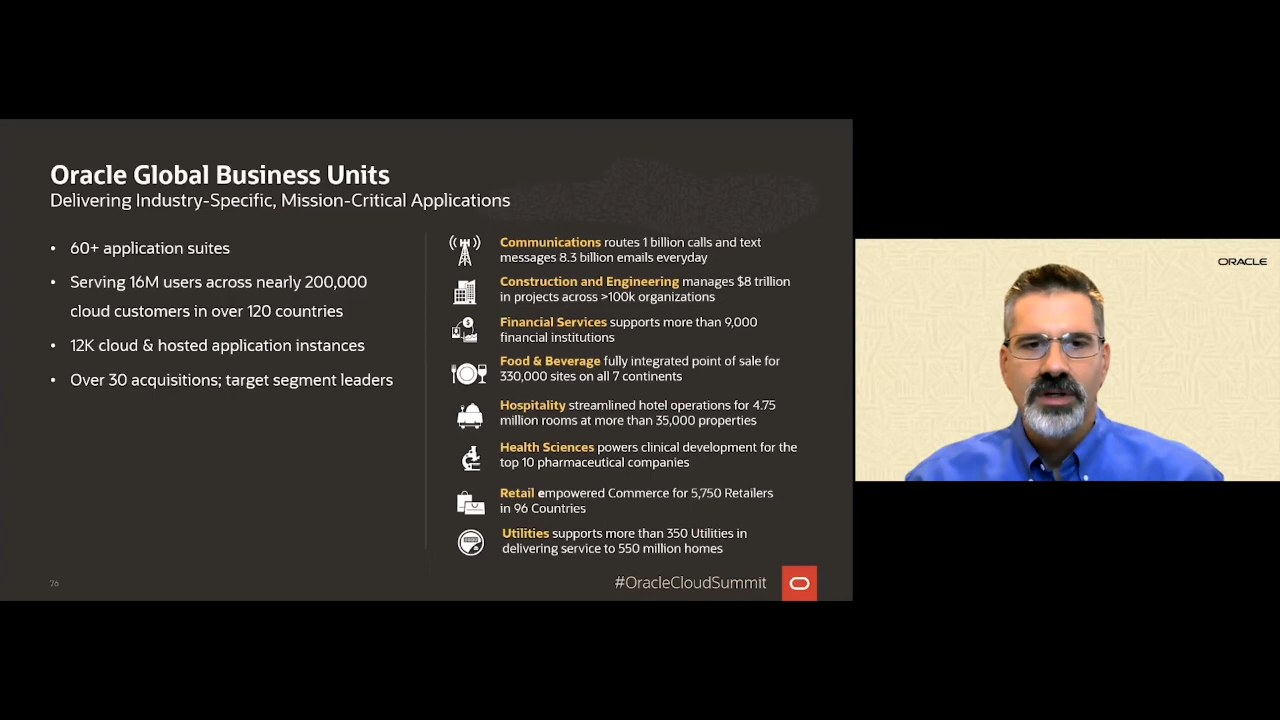 Oracle Global Business Units
Delivering Industry-Specific, Mission-Critical Applications
• 60+ application suites
• Serving 16M users across nearly 200,000
cloud customers in over 120 countries
• 12K cloud & hosted application instances
• Over 30 acquisitions; target segment leaders
Communications routes 1 billion calls and text
messages 8.3 billion emails everyday
Construction and Engineering manages $8 trillion
in projects across >100k organizations
Financial Services supports more than 9,000
financial institutions
Food & Beverage fully integrated point of sale for
330,000 sites on all 7 continents
Hospitality streamlined hotel operations for 4.75
million rooms at more than 35,000 properties
Health Sciences powers clinical development for the
top 10 pharmaceutical companies
Retail empowered Commerce for 5,750 Retailers
in 96 Countries
Utilities supports more than 350 Utilities in
delivering service to 550 million homes
76
#OracleCloudSummit
ORACLE